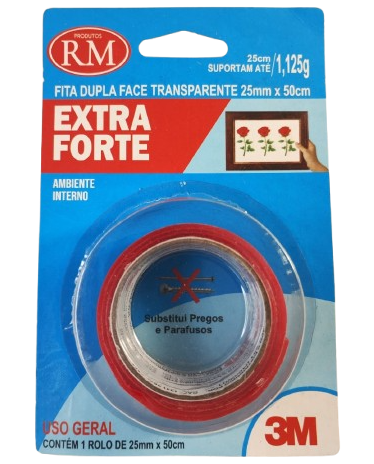 PRODUTOS
RM
25cm
SUPORTAM ATÉ/1,125g
FITA DUPLA FACE TRANSPARENTE 25mm x 50cm
EXTRA
FORTE
AMBIENTE
INTERNO
Substitui Pregos
e Parafusos
USO GERAL
CONTÉM 1 ROLO DE 25mm x 50cm
3M